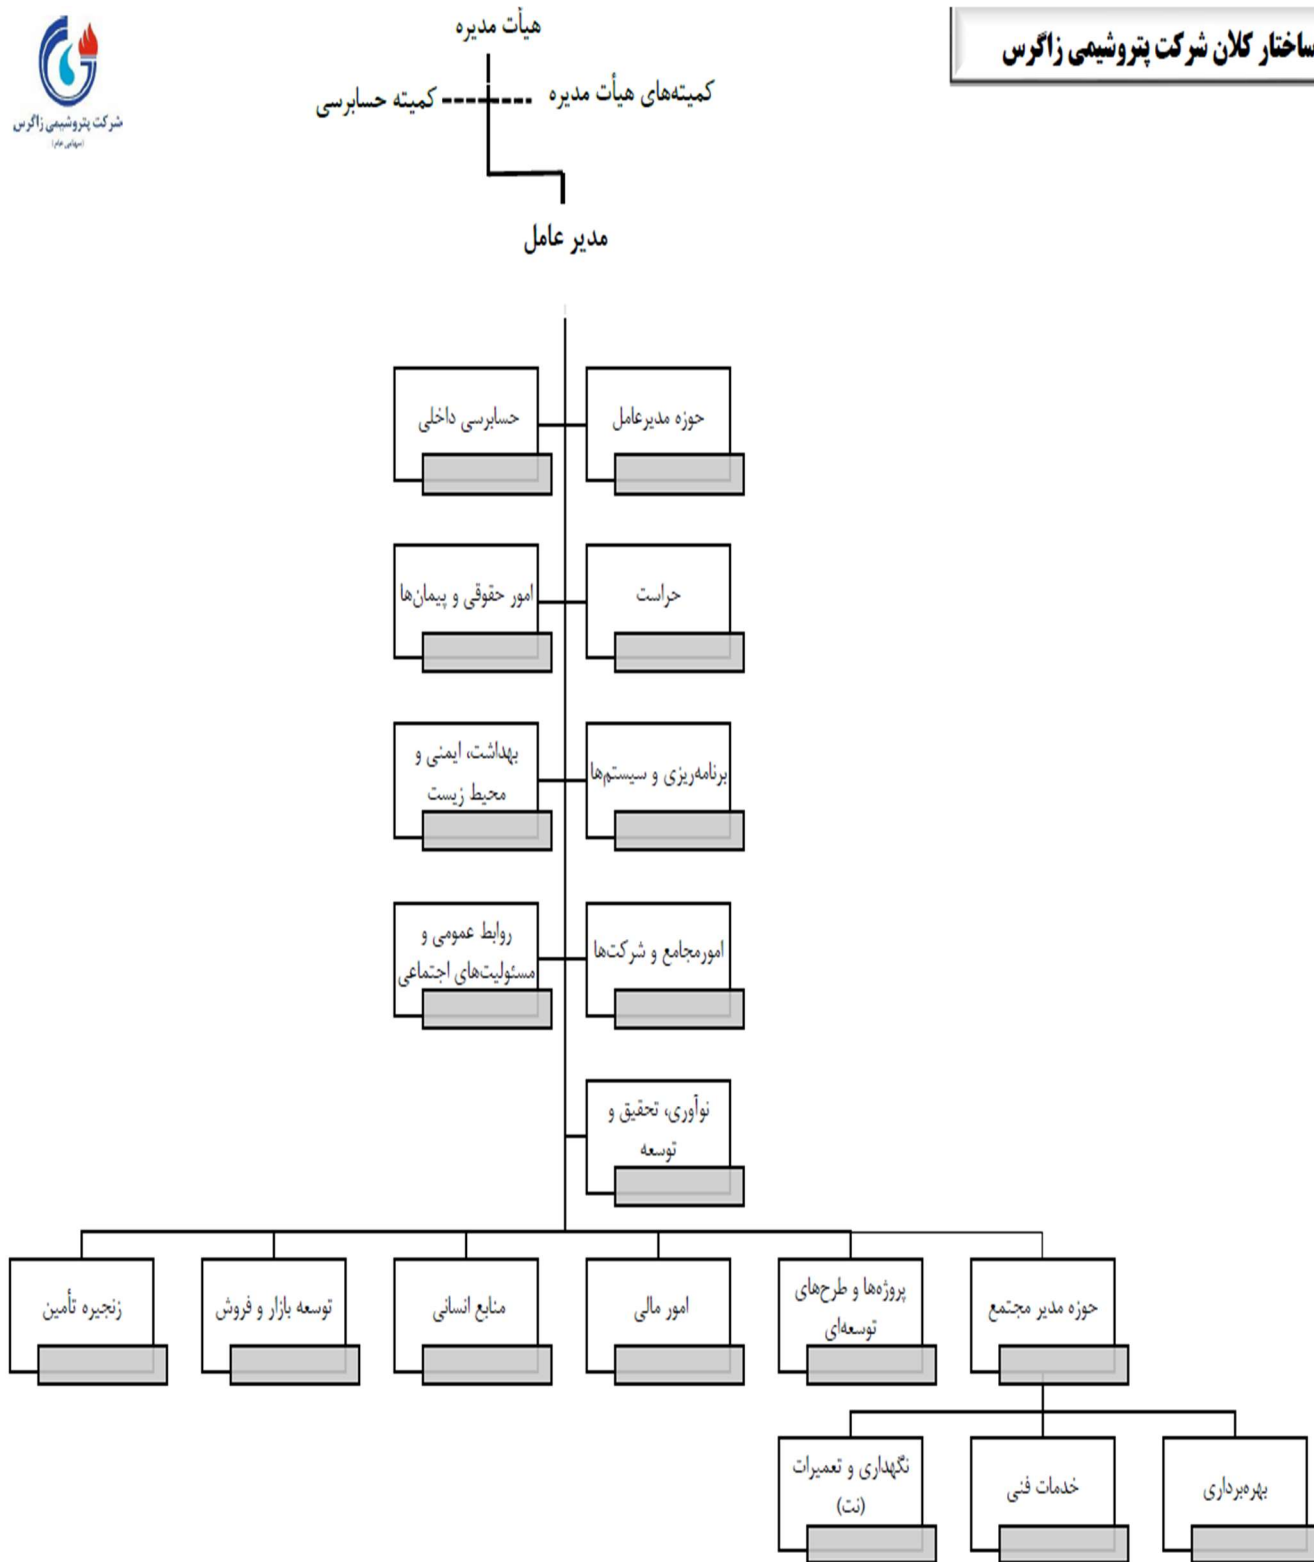 ساختار کلان شرکت پتروشیمی زاگرس
شرکت پتروشیمی زاگرس
(سهامی عام)
هیأت مدیره
کمیته‌های هیأت مدیره
کمیته حسابرسی
مدیر عامل
حوزه مدیرعامل
حسابرسی داخلی
حراست
امور حقوقی و پیمان‌ها
برنامه‌ریزی و سیستم‌ها
بهداشت، ایمنی و
محیط زیست
امورمجامع و شرکت‌ها
روابط عمومی و
مسئولیت‌های اجتماعی
نوآوری، تحقیق و
توسعه
حوزه مدیر مجتمع
پروژه‌ها و طرح‌های
توسعه‌ای
امور مالی
منابع انسانی
توسعه بازار و فروش
زنجیره تأمین
بهره‌برداری
خدمات فنی
نگهداری و تعمیرات
(نت)